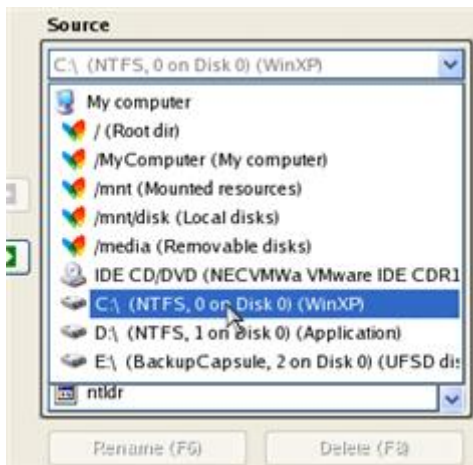 Source
C:\ (NTFS, 0 on Disk 0) (WinXP)
My computer
/ (Root dir)
/MyComputer (My computer)
/mnt (Mounted resources)
/mnt/disk (Local disks)
/media (Removable disks)
IDE CD/DVD (NECVMWa VMware IDE CDR1
C:\ (NTFS, 0 on Disk 0) (WinXP)
D:\ (NTFS, 1 on Disk 0) (Application)
E:\ (BackupCapsule, 2 on Disk 0) (UFSD dis
ntldr
Rename (F6)
Delete (F8)